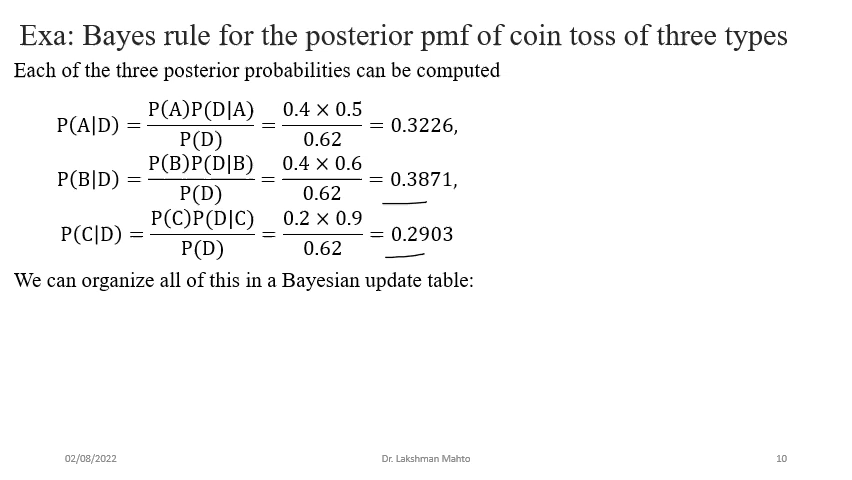 Exa: Bayes rule for the posterior pmf of coin toss of three types
Each of the three posterior probabilities can be computed
P(A|D) = P(A)P(D|A) / P(D) = 0.4 × 0.5 / 0.62 = 0.3226,
P(B|D) = P(B)P(D|B) / P(D) = 0.4 × 0.6 / 0.62 = 0.3871,
P(C|D) = P(C)P(D|C) / P(D) = 0.2 × 0.9 / 0.62 = 0.2903
We can organize all of this in a Bayesian update table:
02/08/2022 Dr. Lakshman Mahto 10